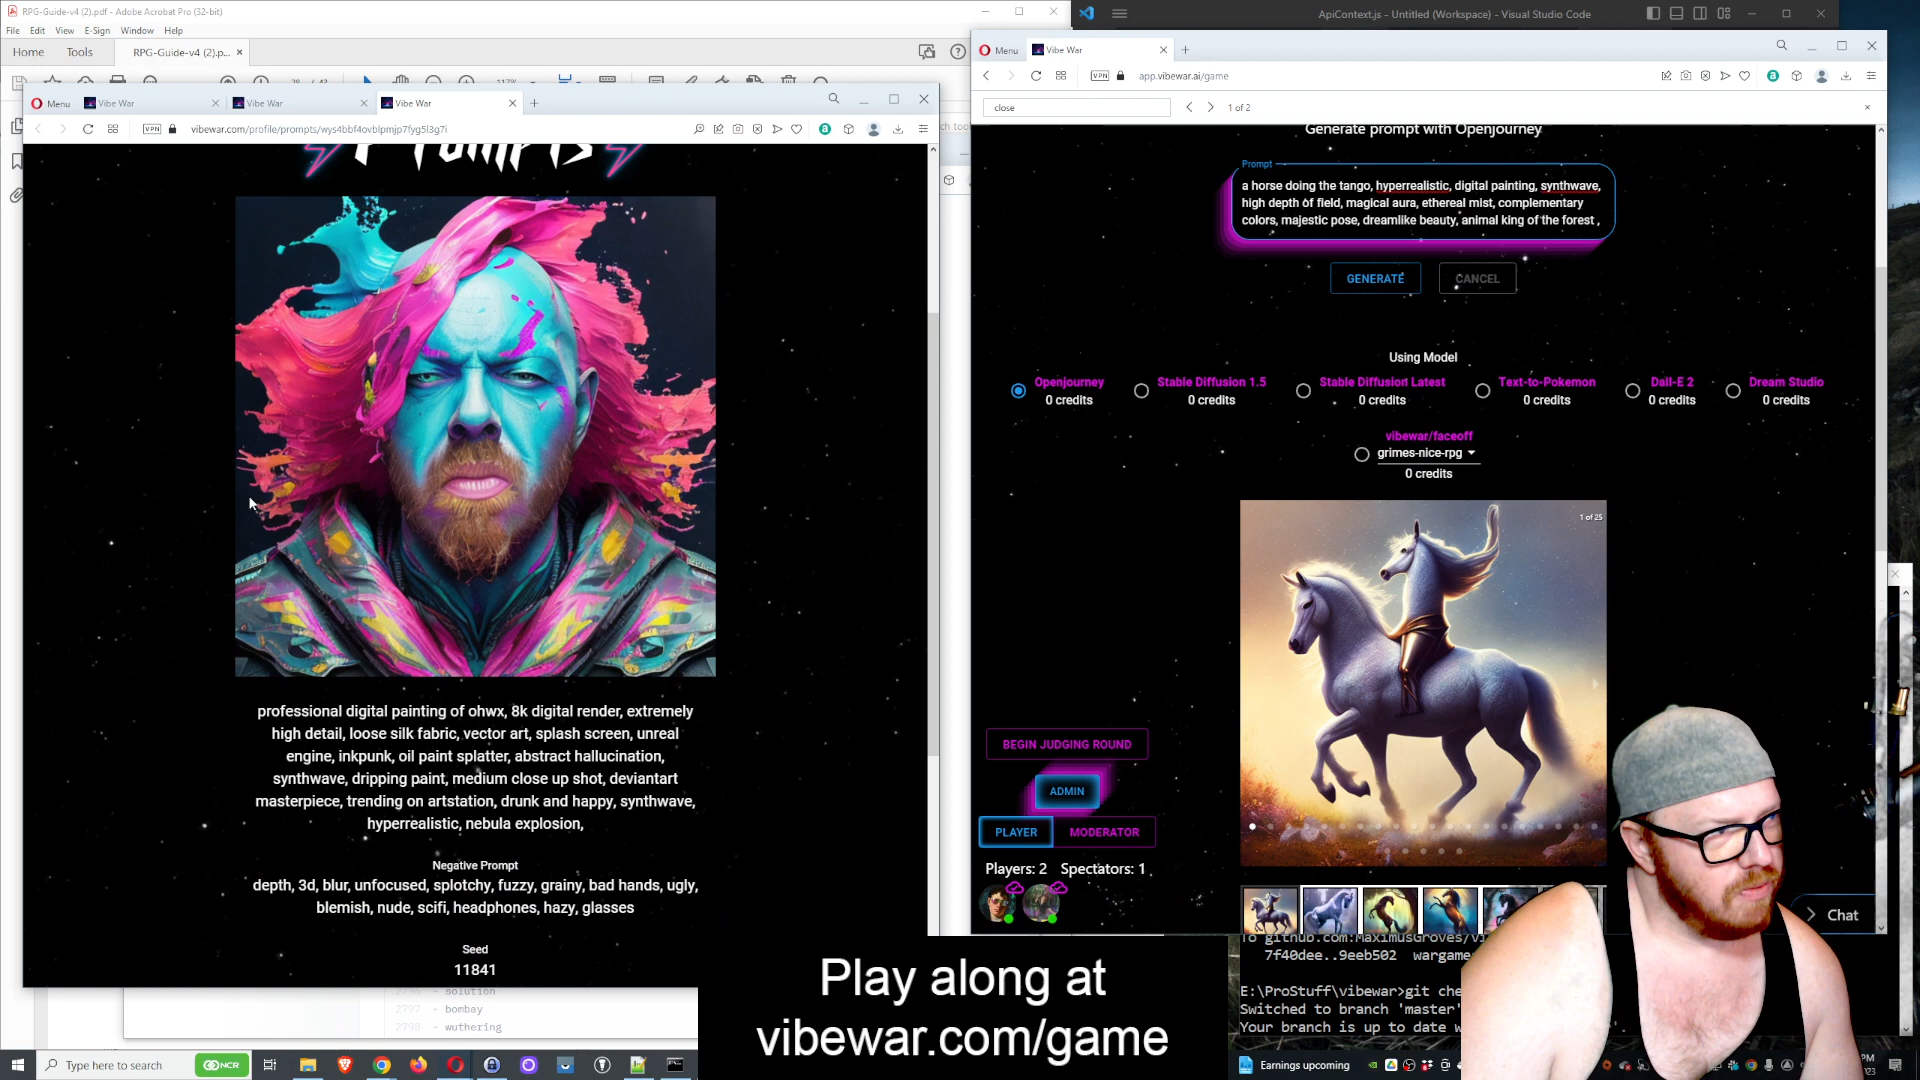 RPG-Guide-v4 (2).pdf - Adobe Acrobat Pro (32-bit)
File Edit View E-Sign Window Help
Home Tools RPG-Guide-v4 (2).p...
Menu Vibe War Vibe War Vibe War
VPN vibewar.com/profile/prompts/wys4bbf4ovblpmjp7fyg5l3g7i
Prompts
professional digital painting of ohwx, 8k digital render, extremely
high detail, loose silk fabric, vector art, splash screen, unreal
engine, inkpunk, oil paint splatter, abstract hallucination,
synthwave, dripping paint, medium close up shot, deviantart
masterpiece, trending on artstation, drunk and happy, synthwave,
hyperrealistic, nebula explosion,
Negative Prompt
depth, 3d, blur, unfocused, splotchy, fuzzy, grainy, bad hands, ugly,
blemish, nude, scifi, headphones, hazy, glasses
Seed
11841
- solution
2797 - bombay
2798 - wuthering
ApiContext.js - Untitled (Workspace) - Visual Studio Code
Menu Vibe War
VPN app.vibewar.ai/game
close 1 of 2
Generate prompt with Openjourney
Prompt
a horse doing the tango, hyperrealistic, digital painting, synthwave,
high depth of field, magical aura, ethereal mist, complementary
colors, majestic pose, dreamlike beauty, animal king of the forest ,
GENERATE CANCEL
Using Model
Openjourney Stable Diffusion 1.5 Stable Diffusion Latest Text-to-Pokemon Dall-E 2 Dream Studio
0 credits 0 credits 0 credits 0 credits 0 credits 0 credits
vibewar/faceoff
grimes-nice-rpg
0 credits
1 of 25
BEGIN JUDGING ROUND
ADMIN
PLAYER MODERATOR
Players: 2 Spectators: 1
Chat
To github.com:MaximusGroves/vi
7f40dee..9eeb502 wargame
E:\ProStuff\vibewar>git che
Switched to branch 'master'
Your branch is up to date w
Play along at
vibewar.com/game
Type here to search NCR
Earnings upcoming